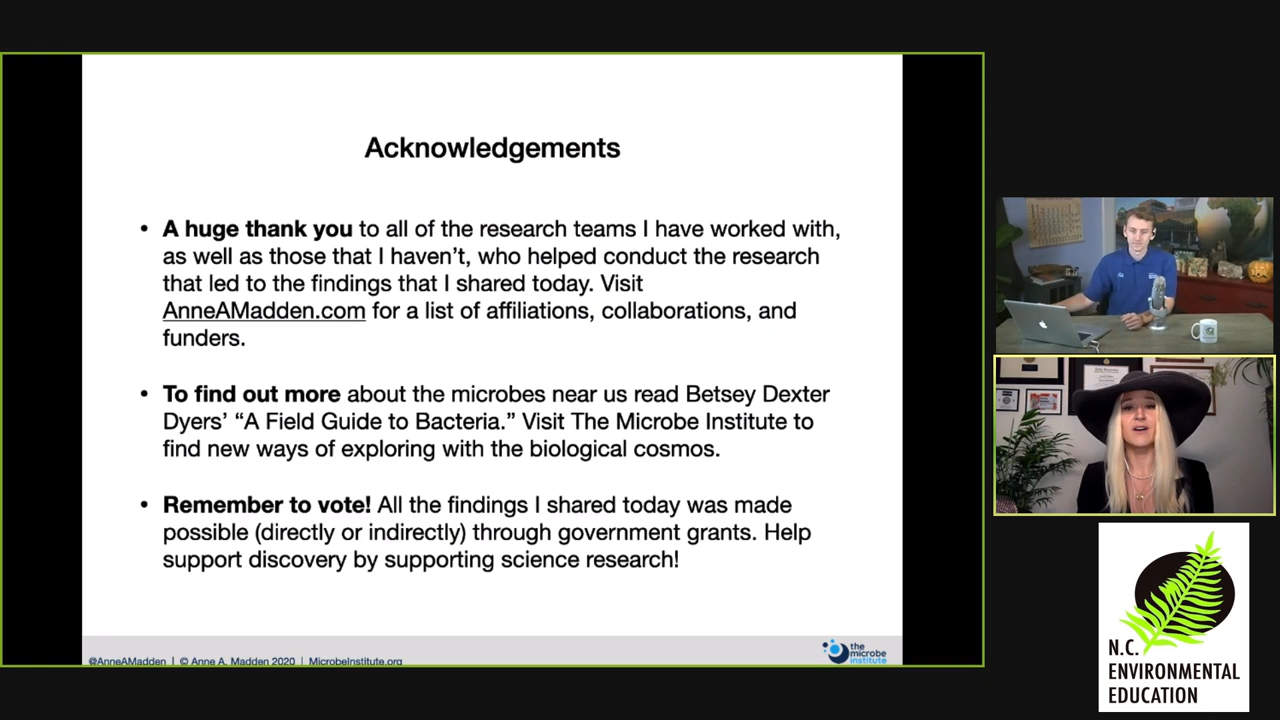 Acknowledgements
• A huge thank you to all of the research teams I have worked with,
as well as those that I haven’t, who helped conduct the research
that led to the findings that I shared today. Visit
AnneAMadden.com for a list of affiliations, collaborations, and
funders.
• To find out more about the microbes near us read Betsey Dexter
Dyers’ “A Field Guide to Bacteria.” Visit The Microbe Institute to
find new ways of exploring with the biological cosmos.
• Remember to vote! All the findings I shared today was made
possible (directly or indirectly) through government grants. Help
support discovery by supporting science research!
@AnneAMadden | © Anne A. Madden 2020 | MicrobeInstitute.org
the
microbe
institute
N.C.
ENVIRONMENTAL
EDUCATION